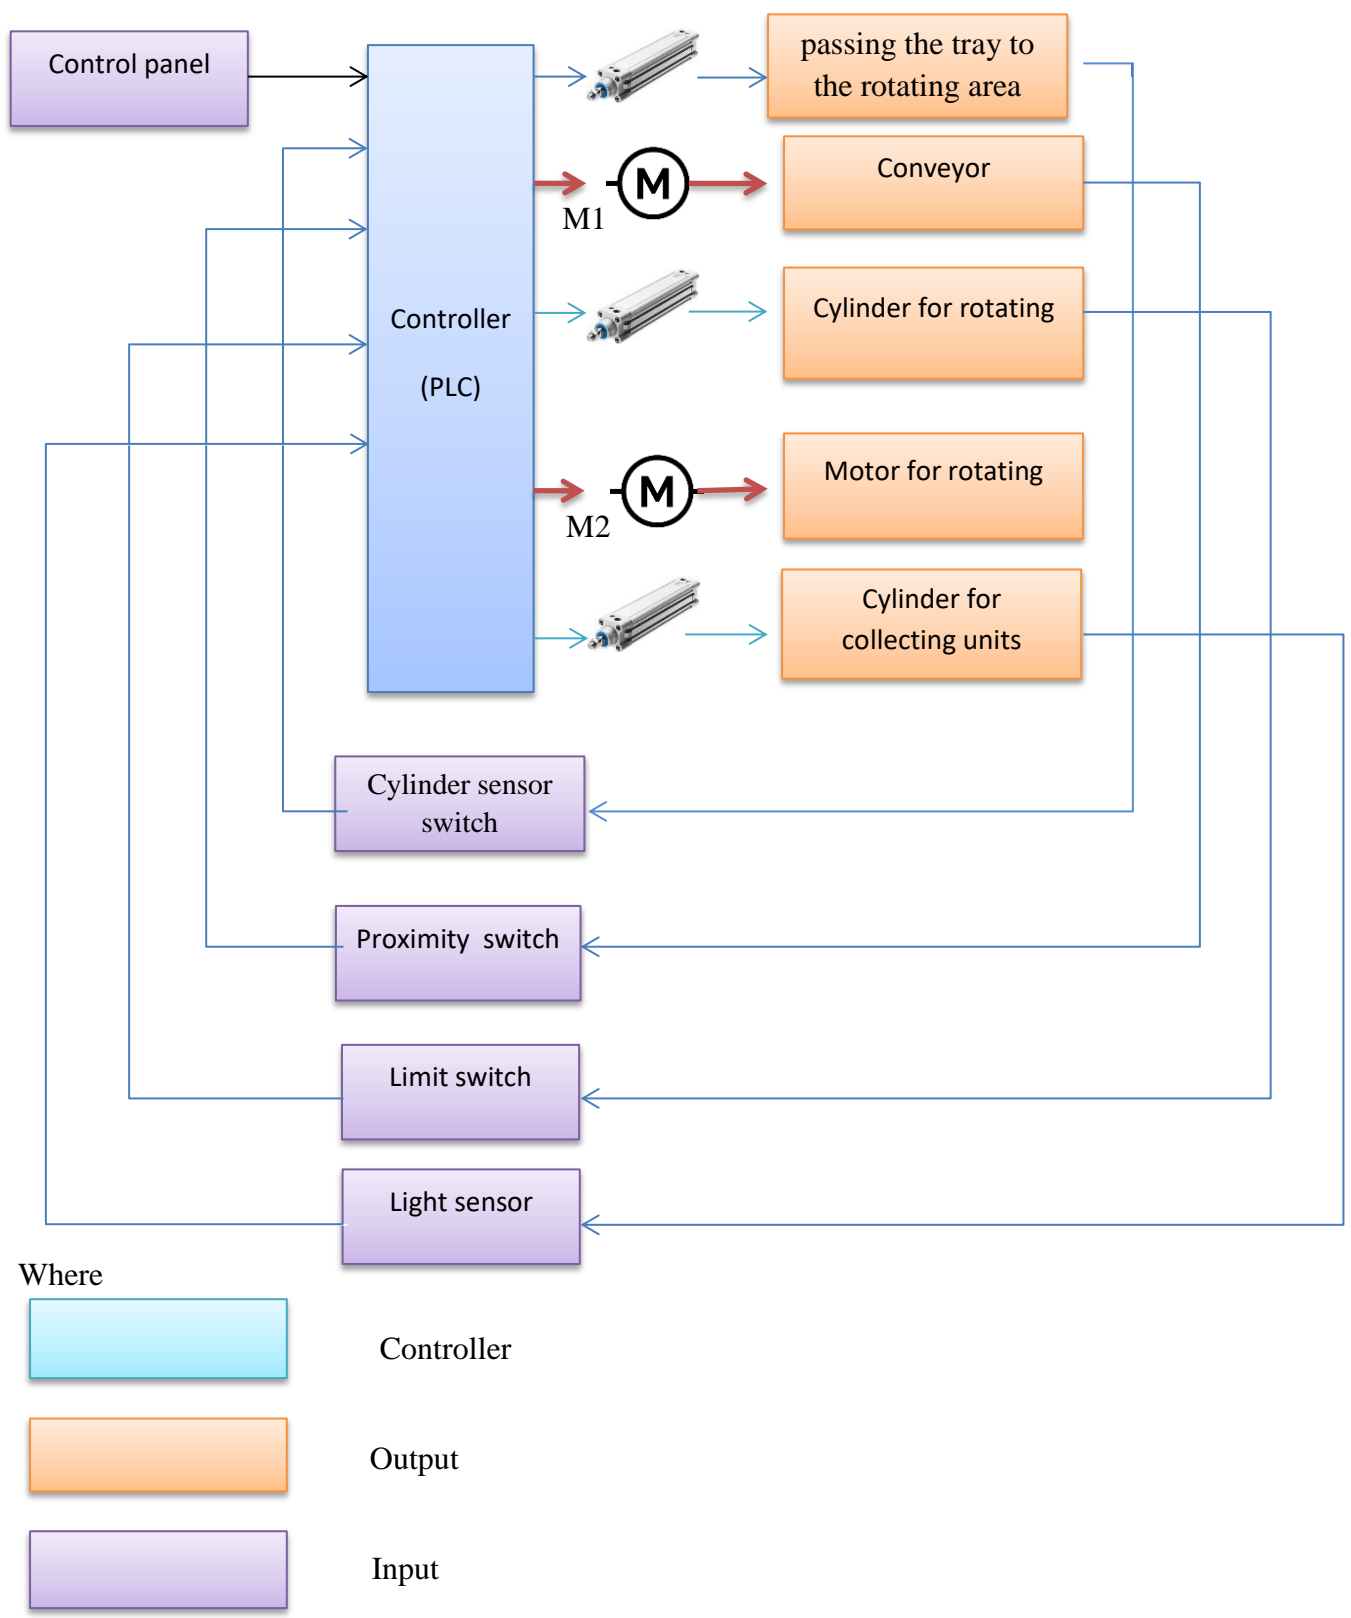 Control panel
passing the tray to
the rotating area
M
M1
Conveyor
Controller
(PLC)
Cylinder for rotating
M
M2
Motor for rotating
Cylinder for
collecting units
Cylinder sensor
switch
Proximity  switch
Limit switch
Light sensor
Where
Controller
Output
Input